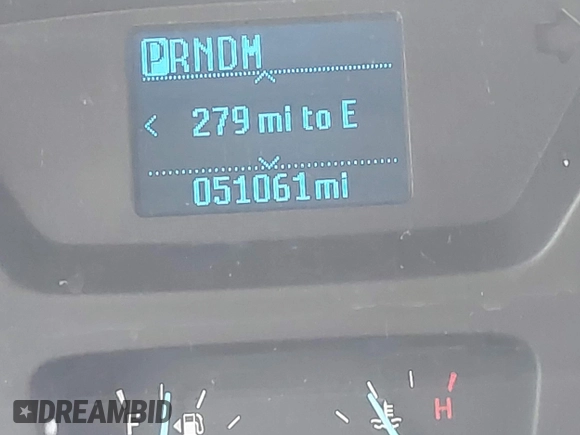 PRNDM
< 279 mi to E
051061mi
H
DREAMBID